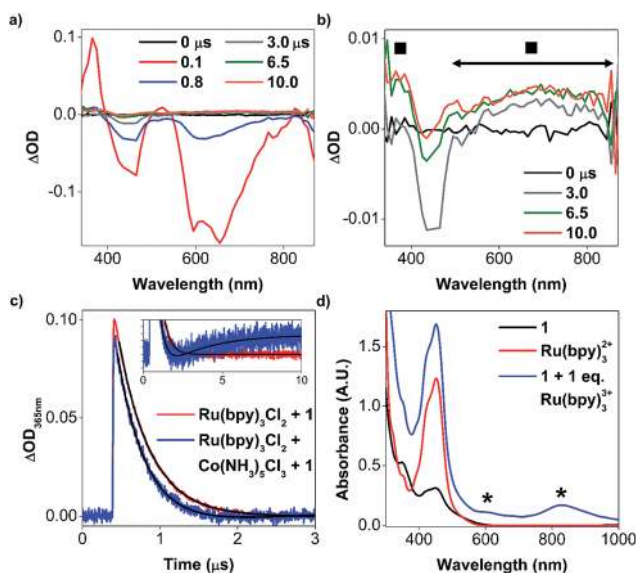 a)
0.1
0.0
-0.1
ΔOD
0 μs
0.1
0.8
3.0 μs
6.5
10.0
400
600
800
Wavelength (nm)
b)
0.01
0.00
-0.01
ΔOD
0 μs
3.0
6.5
10.0
400
600
800
Wavelength (nm)
c)
0.10
0.05
0.00
ΔOD365nm
0
5
10
Ru(bpy)3Cl2 + 1
Ru(bpy)3Cl2 +
Co(NH3)5Cl3 + 1
0
1
2
3
Time (μs)
d)
1.5
1.0
0.5
0.0
Absorbance (A.U.)
1
Ru(bpy)32+
1 + 1 eq.
Ru(bpy)33+
*
*
400
600
800
1000
Wavelength (nm)